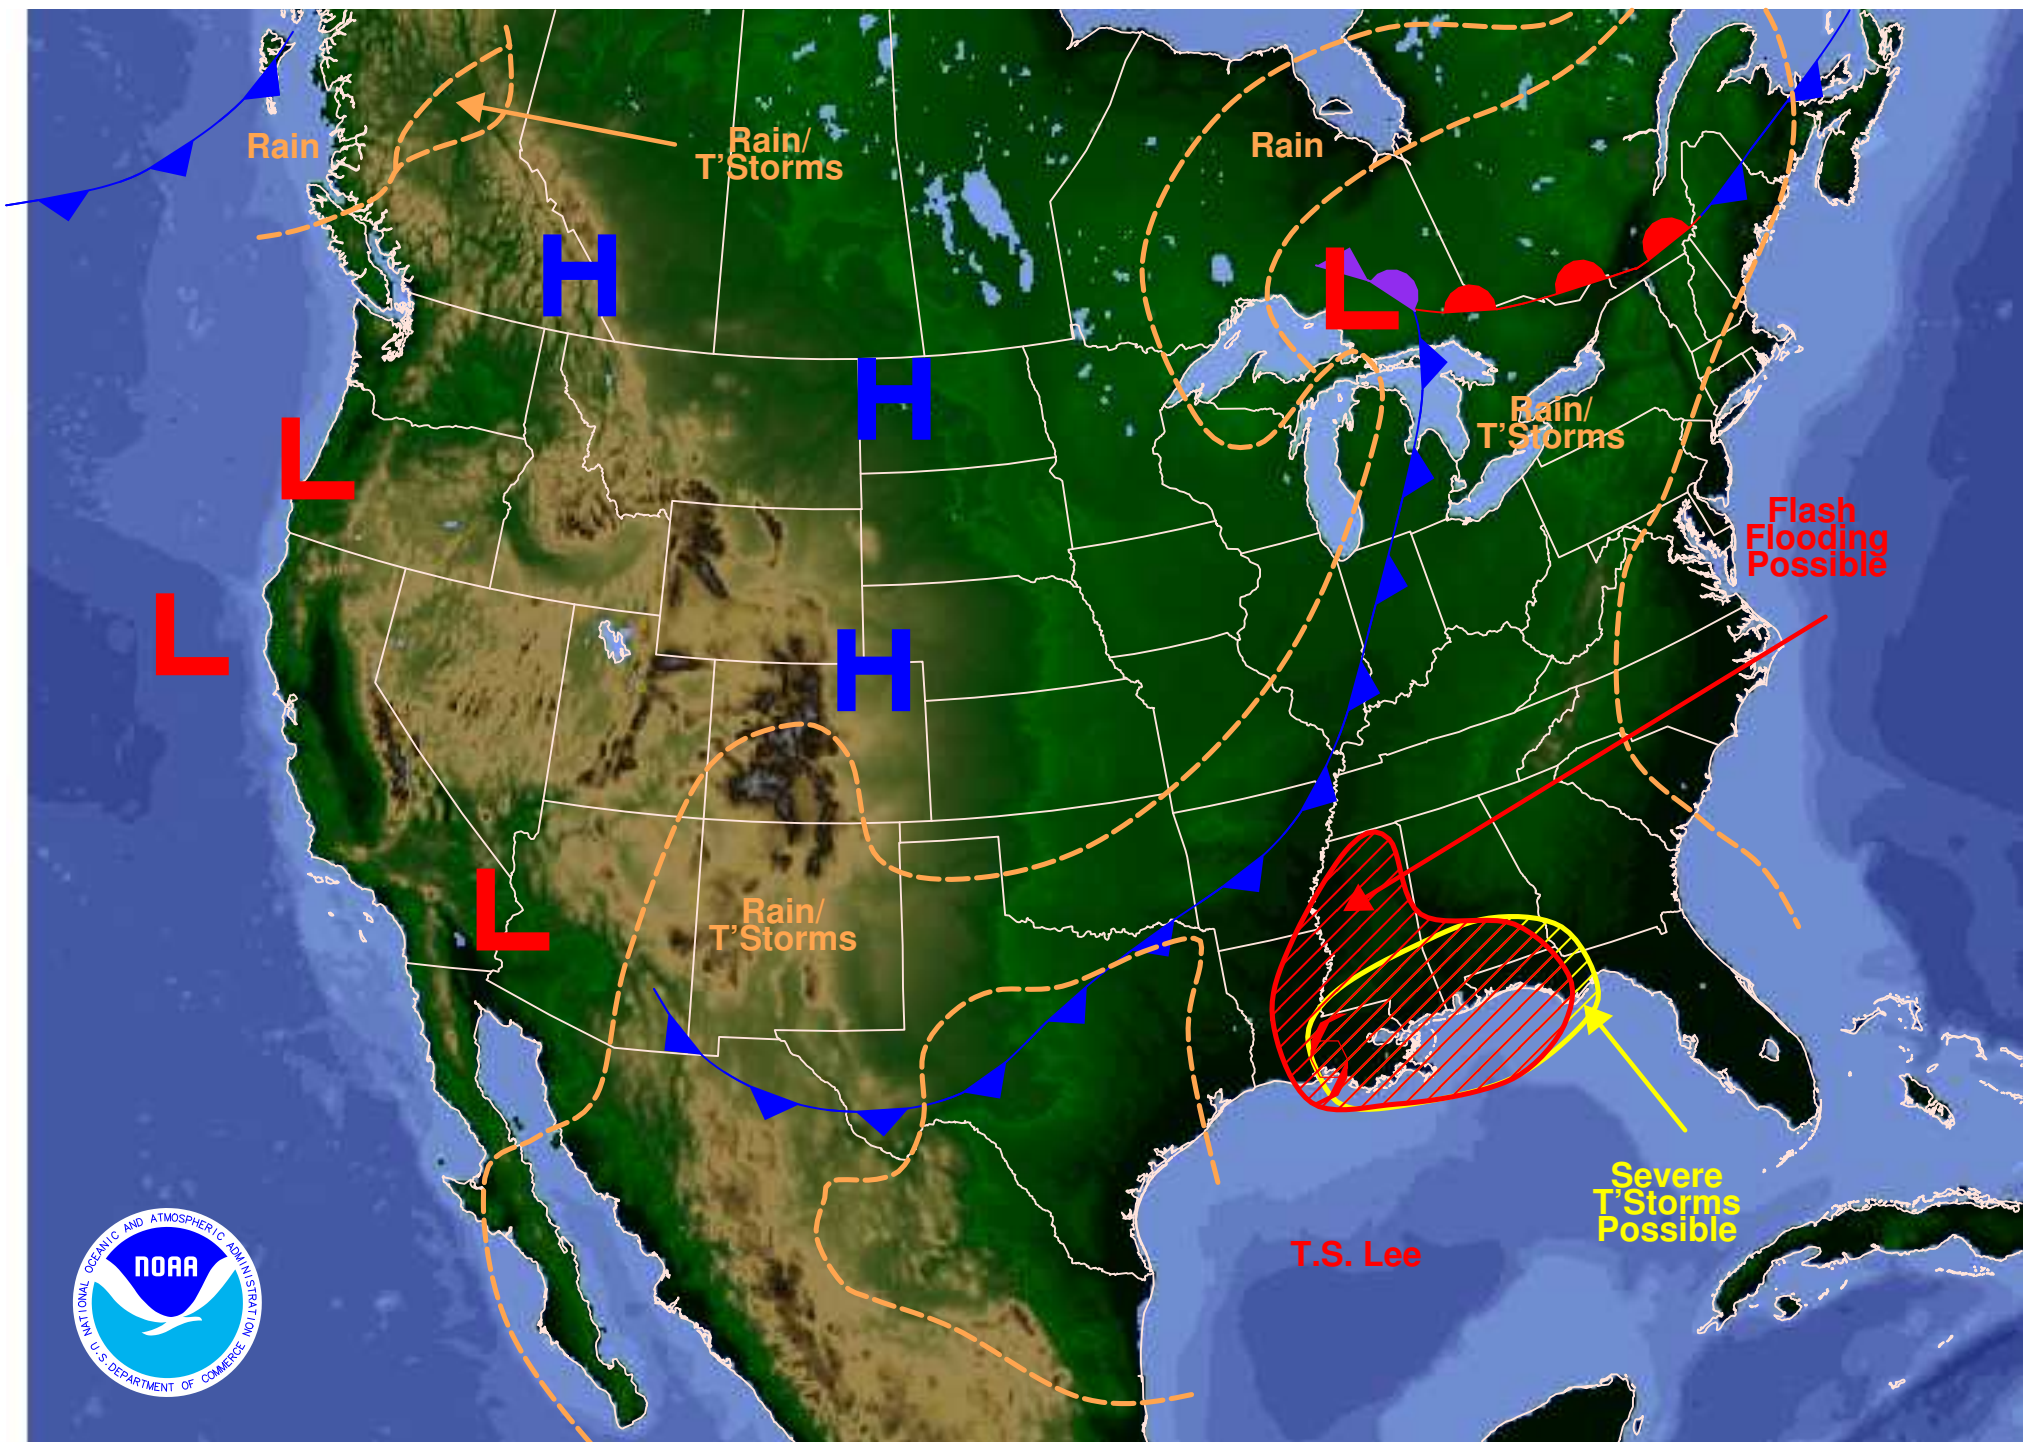 Rain
Rain/
T'Storms
Rain
H
L
H
L
Rain/
T'Storms
Flash
Flooding
Possible
L
H
L
Rain/
T'Storms
Severe
T'Storms
Possible
T.S. Lee
NATIONAL OCEANIC AND ATMOSPHERIC ADMINISTRATION
NOAA
U.S. DEPARTMENT OF COMMERCE